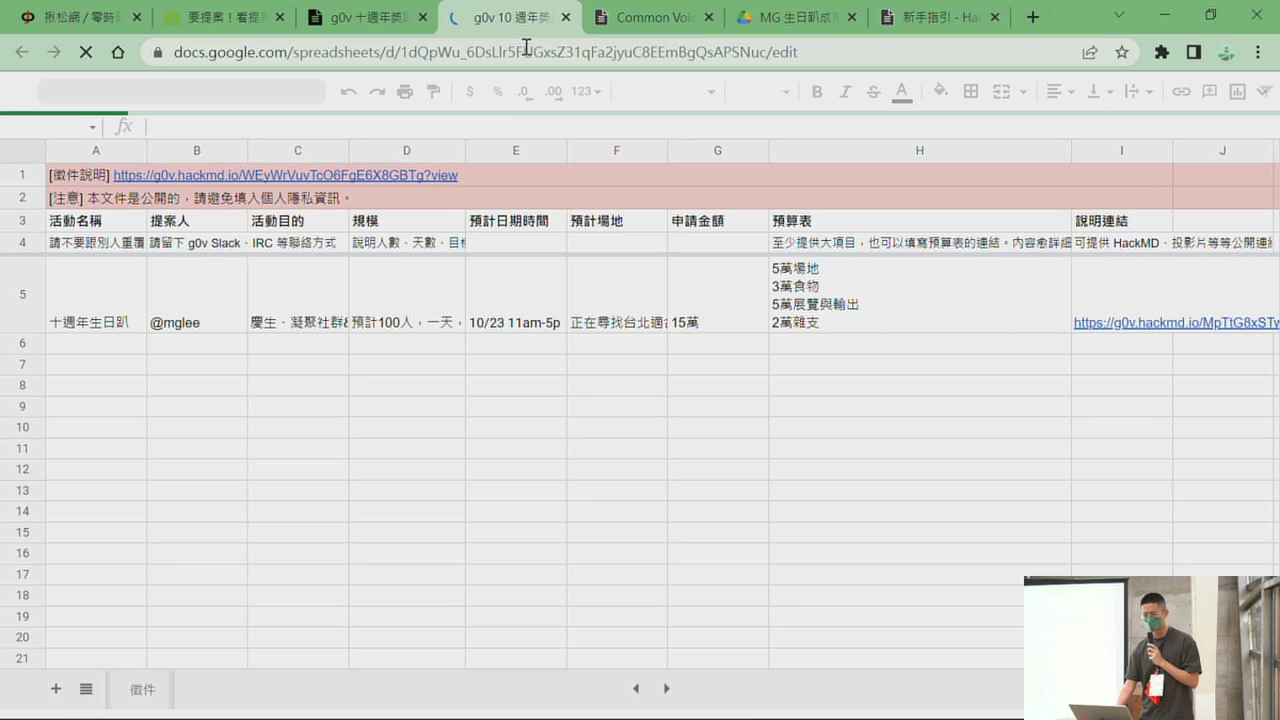 揪松網 / 零時
要提案！看提
g0v 十週年獎
g0v 10 週年獎
Common Voi
MG 生日趴成
新手指引 - Ha
docs.google.com/spreadsheets/d/
/edit
$ % .0 .00 123
B I S A
fx
A B C D E F G H I J
1 [徵件說明] https://g0v.hackmd.io/WEyWrVuvTcO6FgE6X8GBTg?view
2 [注意] 本文件是公開的，請避免填入個人隱私資訊。
3 活動名稱 提案人 活動目的 規模 預計日期時間 預計場地 申請金額 預算表 說明連結
4 請不要跟別人重覆 請留下 g0v Slack、IRC 等聯絡方式 說明人數、天數、目標 至少提供大項目，也可以填寫預算表的連結。內容愈詳細 可提供 HackMD、投影片等等公開連結
5萬場地
3萬食物
5萬展覽與輸出
5 十週年生日趴 @mglee 慶生、凝聚社群& 預計100人，一天， 10/23 11am-5p 正在尋找台北適合 15萬 2萬雜支 https://g0v.hackmd.io/MpTtG8xSTw
6
7
8
9
10
11
12
13
14
15
16
17
18
19
20
21
徵件